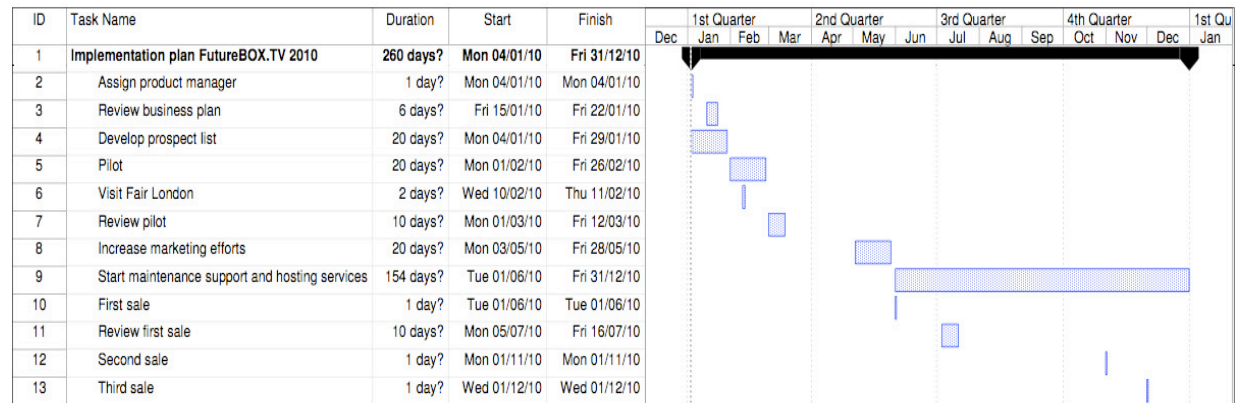 ID Task Name Duration Start Finish 1st Quarter 2nd Quarter 3rd Quarter 4th Quarter 1st Qu
Dec Jan Feb Mar Apr May Jun Jul Aug Sep Oct Nov Dec Jan
1 Implementation plan FutureBOX.TV 2010 260 days? Mon 04/01/10 Fri 31/12/10
2 Assign product manager 1 day? Mon 04/01/10 Mon 04/01/10
3 Review business plan 6 days? Fri 15/01/10 Fri 22/01/10
4 Develop prospect list 20 days? Mon 04/01/10 Fri 29/01/10
5 Pilot 20 days? Mon 01/02/10 Fri 26/02/10
6 Visit Fair London 2 days? Wed 10/02/10 Thu 11/02/10
7 Review pilot 10 days? Mon 01/03/10 Fri 12/03/10
8 Increase marketing efforts 20 days? Mon 03/05/10 Fri 28/05/10
9 Start maintenance support and hosting services 154 days? Tue 01/06/10 Fri 31/12/10
10 First sale 1 day? Tue 01/06/10 Tue 01/06/10
11 Review first sale 10 days? Mon 05/07/10 Fri 16/07/10
12 Second sale 1 day? Mon 01/11/10 Mon 01/11/10
13 Third sale 1 day? Wed 01/12/10 Wed 01/12/10